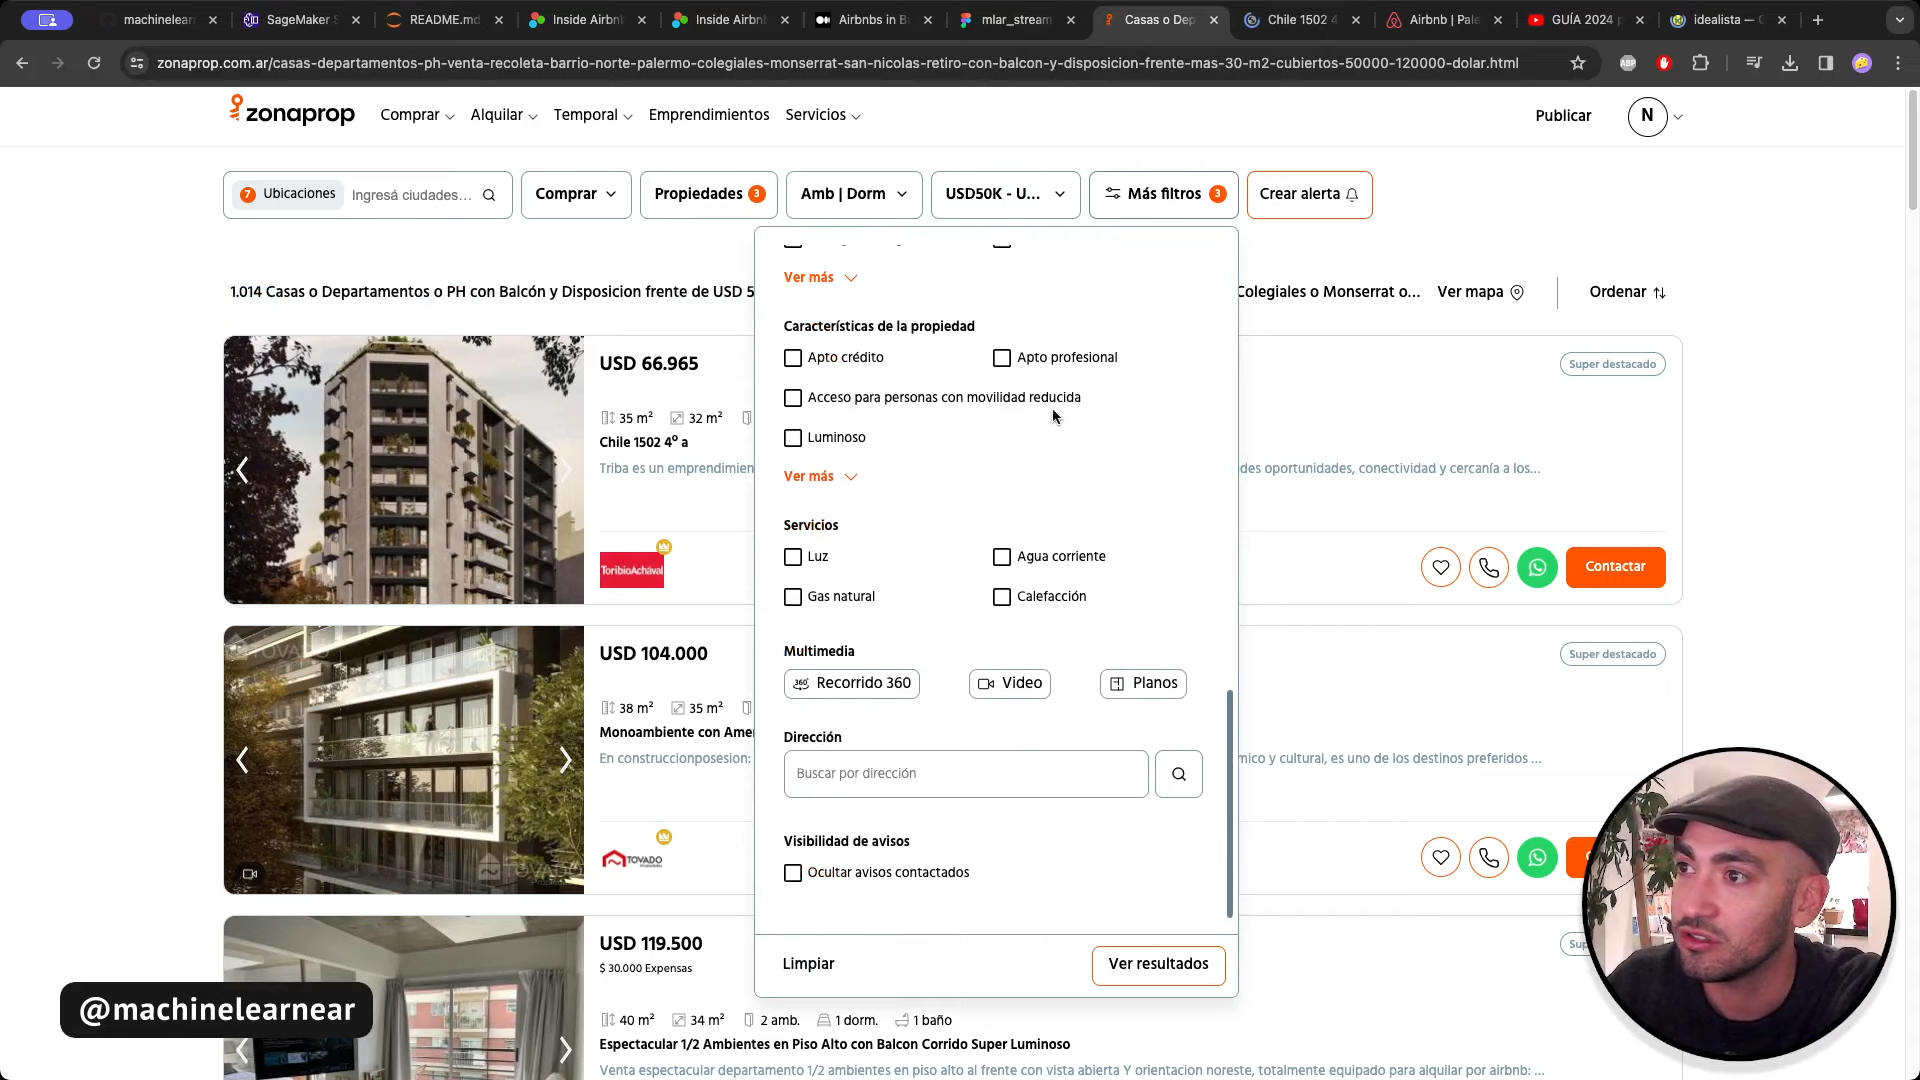 machinelear
SageMaker S
README.md
Inside Airbn
Inside Airbn
Airbnbs in B
mlar_stream
Casas o Dep
Chile 1502 4
Airbnb | Pale
GUÍA 2024 p
idealista — C
zonaprop.com.ar/casas-departamentos-ph-venta-recoleta-barrio-norte-palermo-colegiales-monserrat-san-nicolas-retiro-con-balcon-y-disposicion-frente-mas-30-m2-cubiertos-50000-120000-dolar.html
ABP
zonaprop
Comprar
Alquilar
Temporal
Emprendimientos
Servicios
Publicar
N
7 Ubicaciones
Ingresá ciudades...
Comprar
Propiedades 3
Amb | Dorm
USD50K - U...
Más filtros 3
Crear alerta
1.014 Casas o Departamentos o PH con Balcón y Disposicion frente de USD 5
Colegiales o Monserrat o...
Ver mapa
Ordenar
Ver más
Características de la propiedad
Apto crédito
Apto profesional
Acceso para personas con movilidad reducida
Luminoso
Ver más
Servicios
Luz
Agua corriente
Gas natural
Calefacción
Multimedia
360° Recorrido 360
Video
Planos
Dirección
Buscar por dirección
Visibilidad de avisos
Ocultar avisos contactados
Limpiar
Ver resultados
USD 66.965
Super destacado
35 m² 32 m²
Chile 1502 4º a
Triba es un emprendimien
des oportunidades, conectividad y cercanía a los...
ToribioAchával
Contactar
USD 104.000
Super destacado
38 m² 35 m²
Monoambiente con Ame
En construccionposesion:
mico y cultural, es uno de los destinos preferidos ...
TOVADO
TOVADO
C
USD 119.500
Sup
$ 30.000 Expensas
40 m² 34 m² 2 amb. 1 dorm. 1 baño
Espectacular 1/2 Ambientes en Piso Alto con Balcon Corrido Super Luminoso
Venta espectacular departamento 1/2 ambientes en piso alto al frente con vista abierta Y orientacion noreste, totalmente equipado para alquilar por airbnb: ...
@machinelearnear